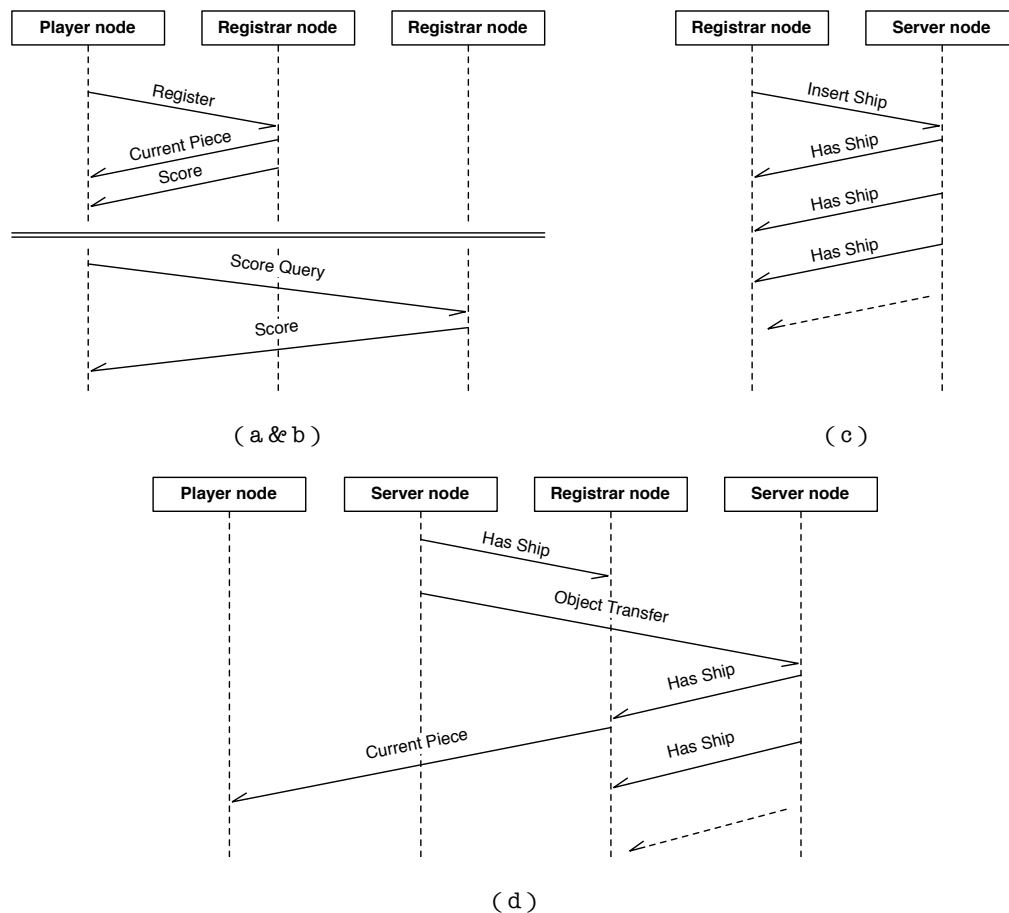 Player node
Registrar node
Registrar node
Register
Current Piece
Score
Score Query
Score
(a&b)
Registrar node
Server node
Insert Ship
Has Ship
Has Ship
Has Ship
(c)
Player node
Server node
Registrar node
Server node
Has Ship
Object Transfer
Has Ship
Current Piece
Has Ship
(d)